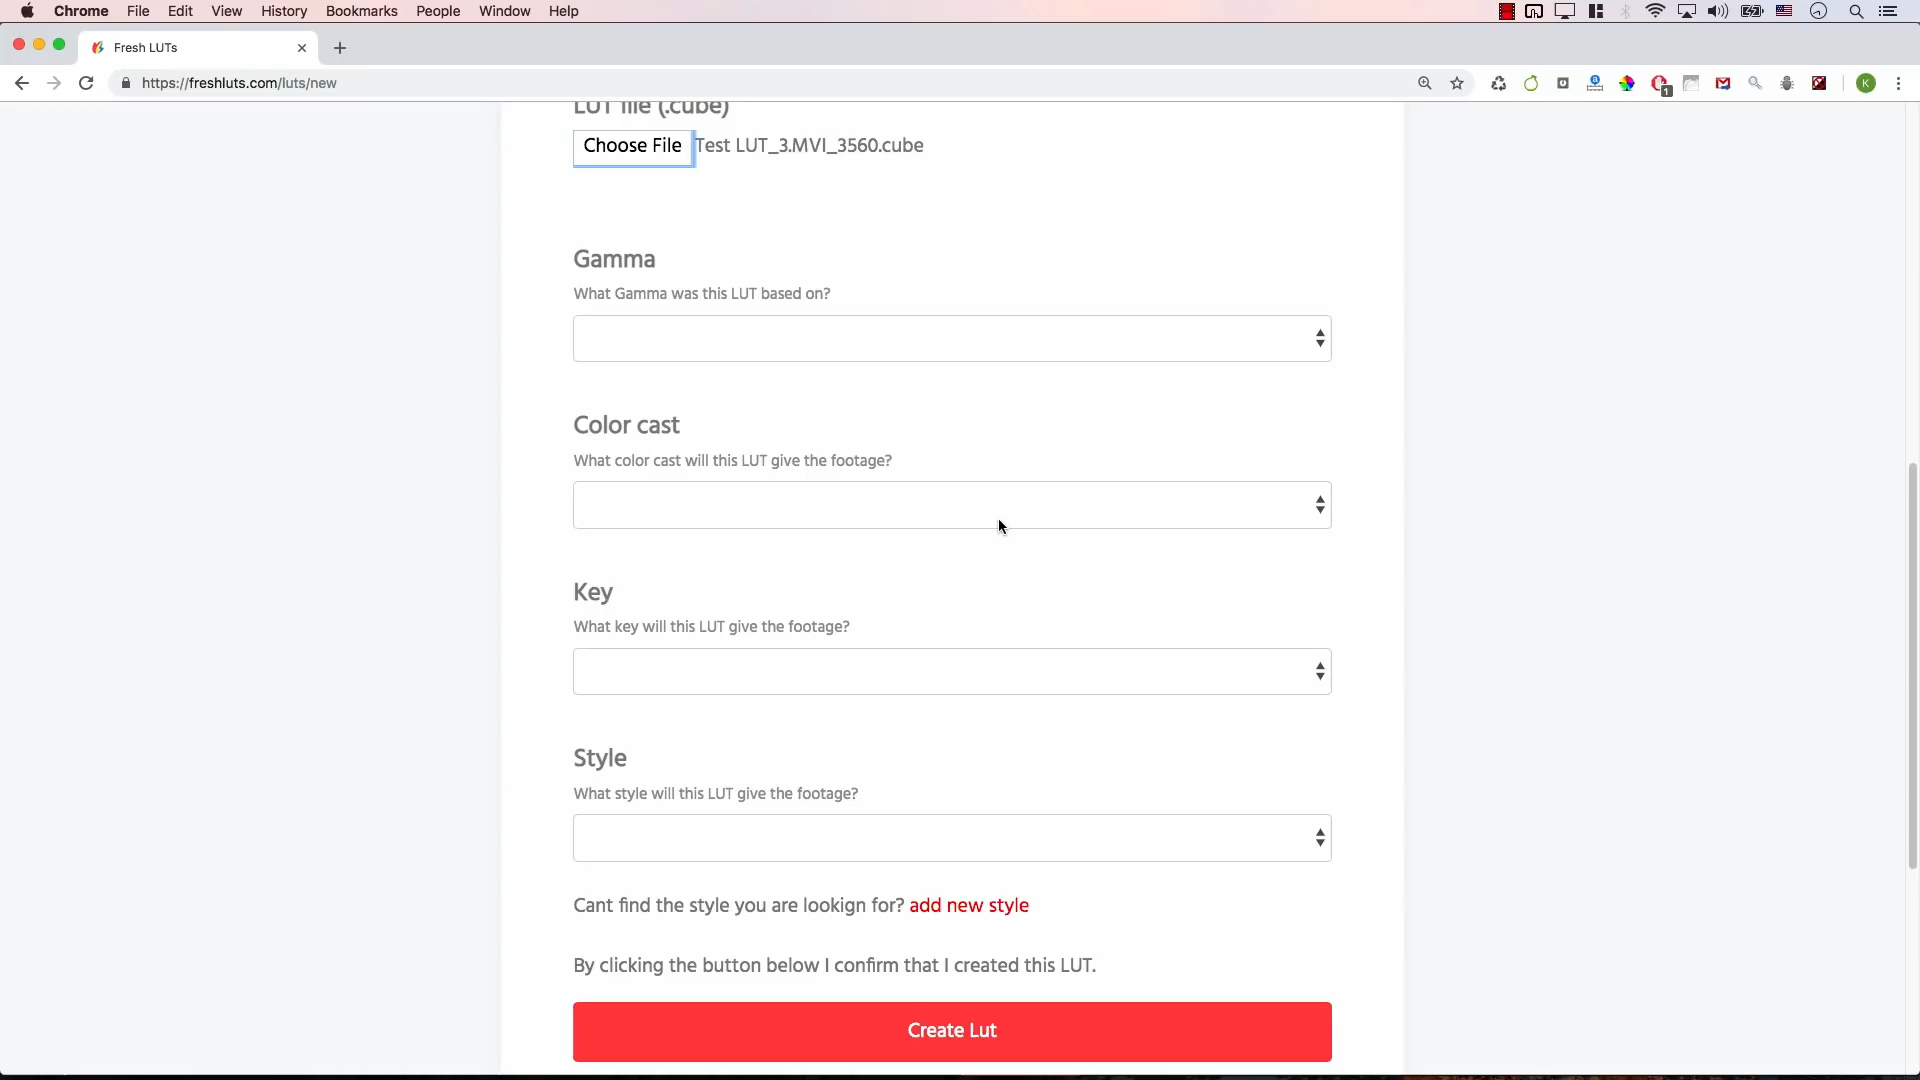 Chrome File Edit View History Bookmarks People Window Help
Fresh LUTs
https://freshluts.com/luts/new
1
K
LUT file (.cube)
Choose File Test LUT_3.MVI_3560.cube
Gamma
What Gamma was this LUT based on?
Color cast
What color cast will this LUT give the footage?
Key
What key will this LUT give the footage?
Style
What style will this LUT give the footage?
Cant find the style you are lookign for? add new style
By clicking the button below I confirm that I created this LUT.
Create Lut